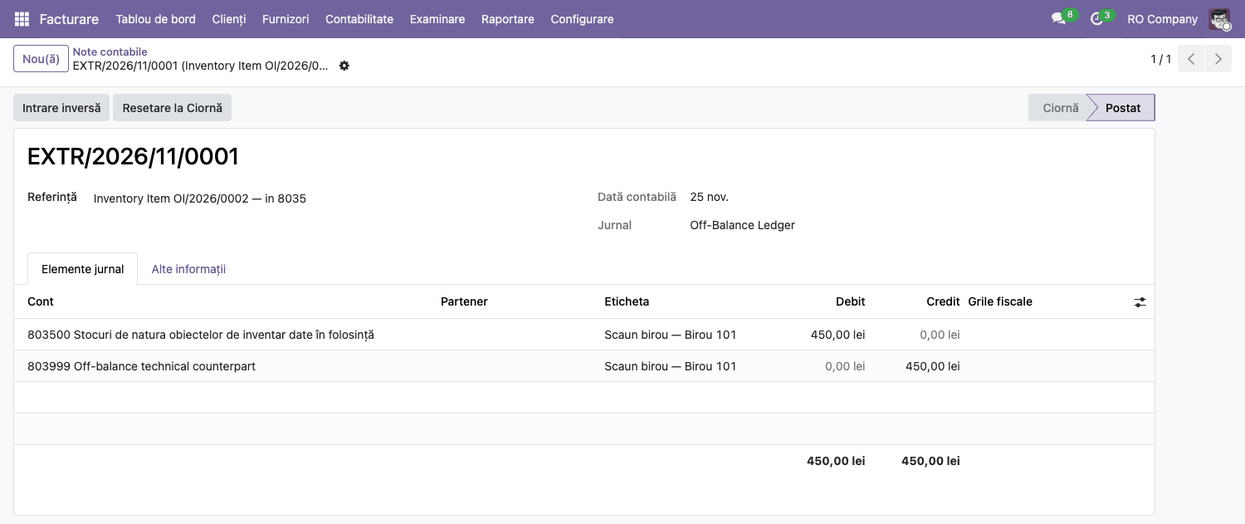 Facturare Tablou de bord Clienți Furnizori Contabilitate Examinare Raportare Configurare 8 3 RO Company
Nou(ă) Note contabile
EXTR/2026/11/0001 (Inventory Item OI/2026/0... 1 / 1
Intrare inversă Resetare la Ciornă Ciornă Postat
EXTR/2026/11/0001
Referință Inventory Item OI/2026/0002 — in 8035 Dată contabilă 25 nov.
Jurnal Off-Balance Ledger
Elemente jurnal Alte informații
Cont Partener Eticheta Debit Credit Grile fiscale
803500 Stocuri de natura obiectelor de inventar date în folosință Scaun birou — Birou 101 450,00 lei 0,00 lei
803999 Off-balance technical counterpart Scaun birou — Birou 101 0,00 lei 450,00 lei
450,00 lei 450,00 lei